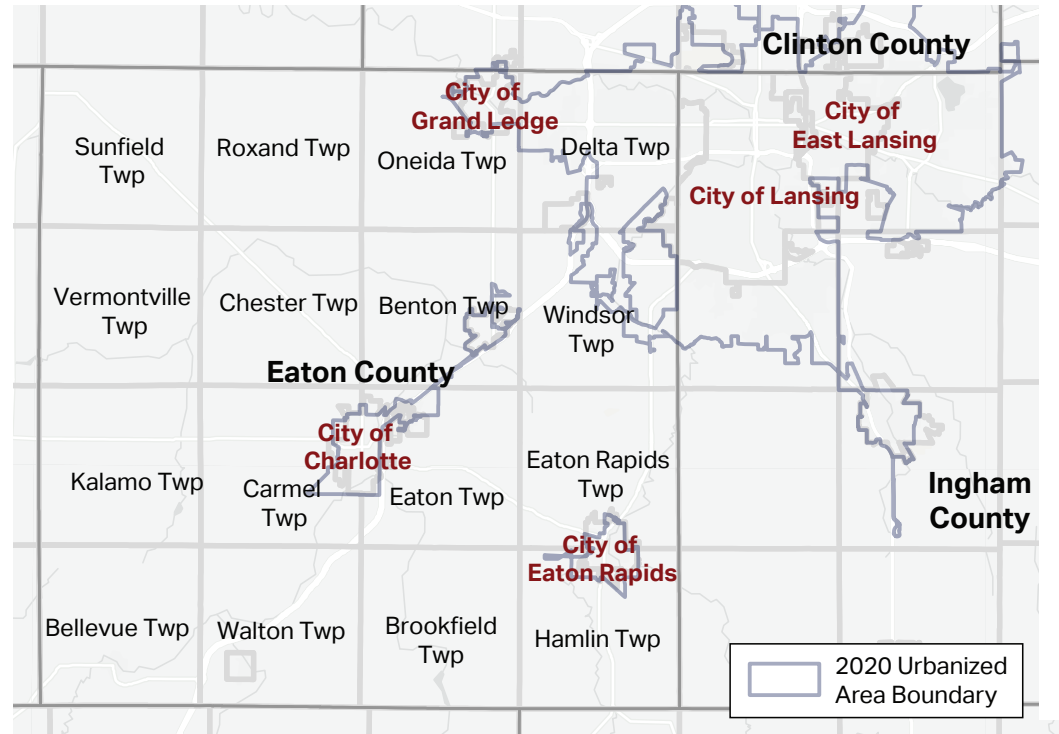 Clinton County
City of
Grand Ledge
City of
East Lansing
Sunfield
Twp
Roxand Twp
Oneida Twp
Delta Twp
City of Lansing
Vermontville
Twp
Chester Twp
Benton Twp
Windsor
Twp
Eaton County
City of
Charlotte
Kalamo Twp
Carmel
Twp
Eaton Twp
Eaton Rapids
Twp
Ingham
County
City of
Eaton Rapids
Bellevue Twp
Walton Twp
Brookfield
Twp
Hamlin Twp
2020 Urbanized
Area Boundary